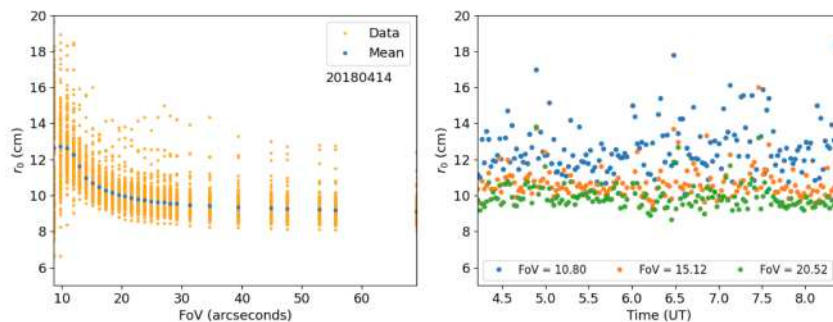 20
18
16
14
12
10
8
6
r₀ (cm)
10 20 30 40 50 60
FoV (arcseconds)
Data
Mean
20180414
20
18
16
14
12
10
8
6
r₀ (cm)
FoV = 10.80 FoV = 15.12 FoV = 20.52
4.5 5.0 5.5 6.0 6.5 7.0 7.5 8.0
Time (UT)